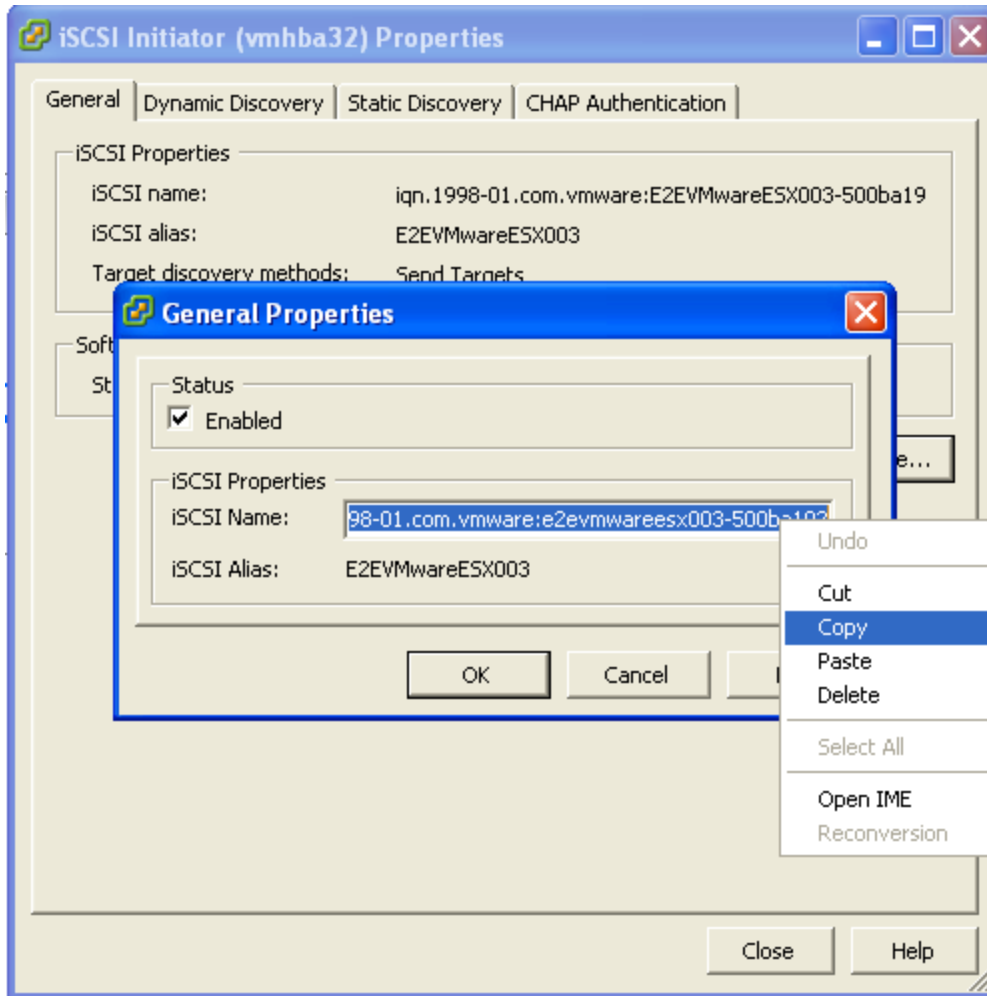 iSCSI Initiator (vmhba32) Properties
General Dynamic Discovery Static Discovery CHAP Authentication
iSCSI Properties
iSCSI name: iqn.1998-01.com.vmware:E2EVMwareESX003-500ba19
iSCSI alias: E2EVMwareESX003
Target discovery methods: Send Targets
General Properties
Soft
St
Status
Enabled
e...
iSCSI Properties
iSCSI Name: 98-01.com.vmware:e2evmwareesx003-500ba193
iSCSI Alias: E2EVMwareESX003
Undo
Cut
Copy
Paste
Delete
Select All
Open IME
Reconversion
OK Cancel
Close Help